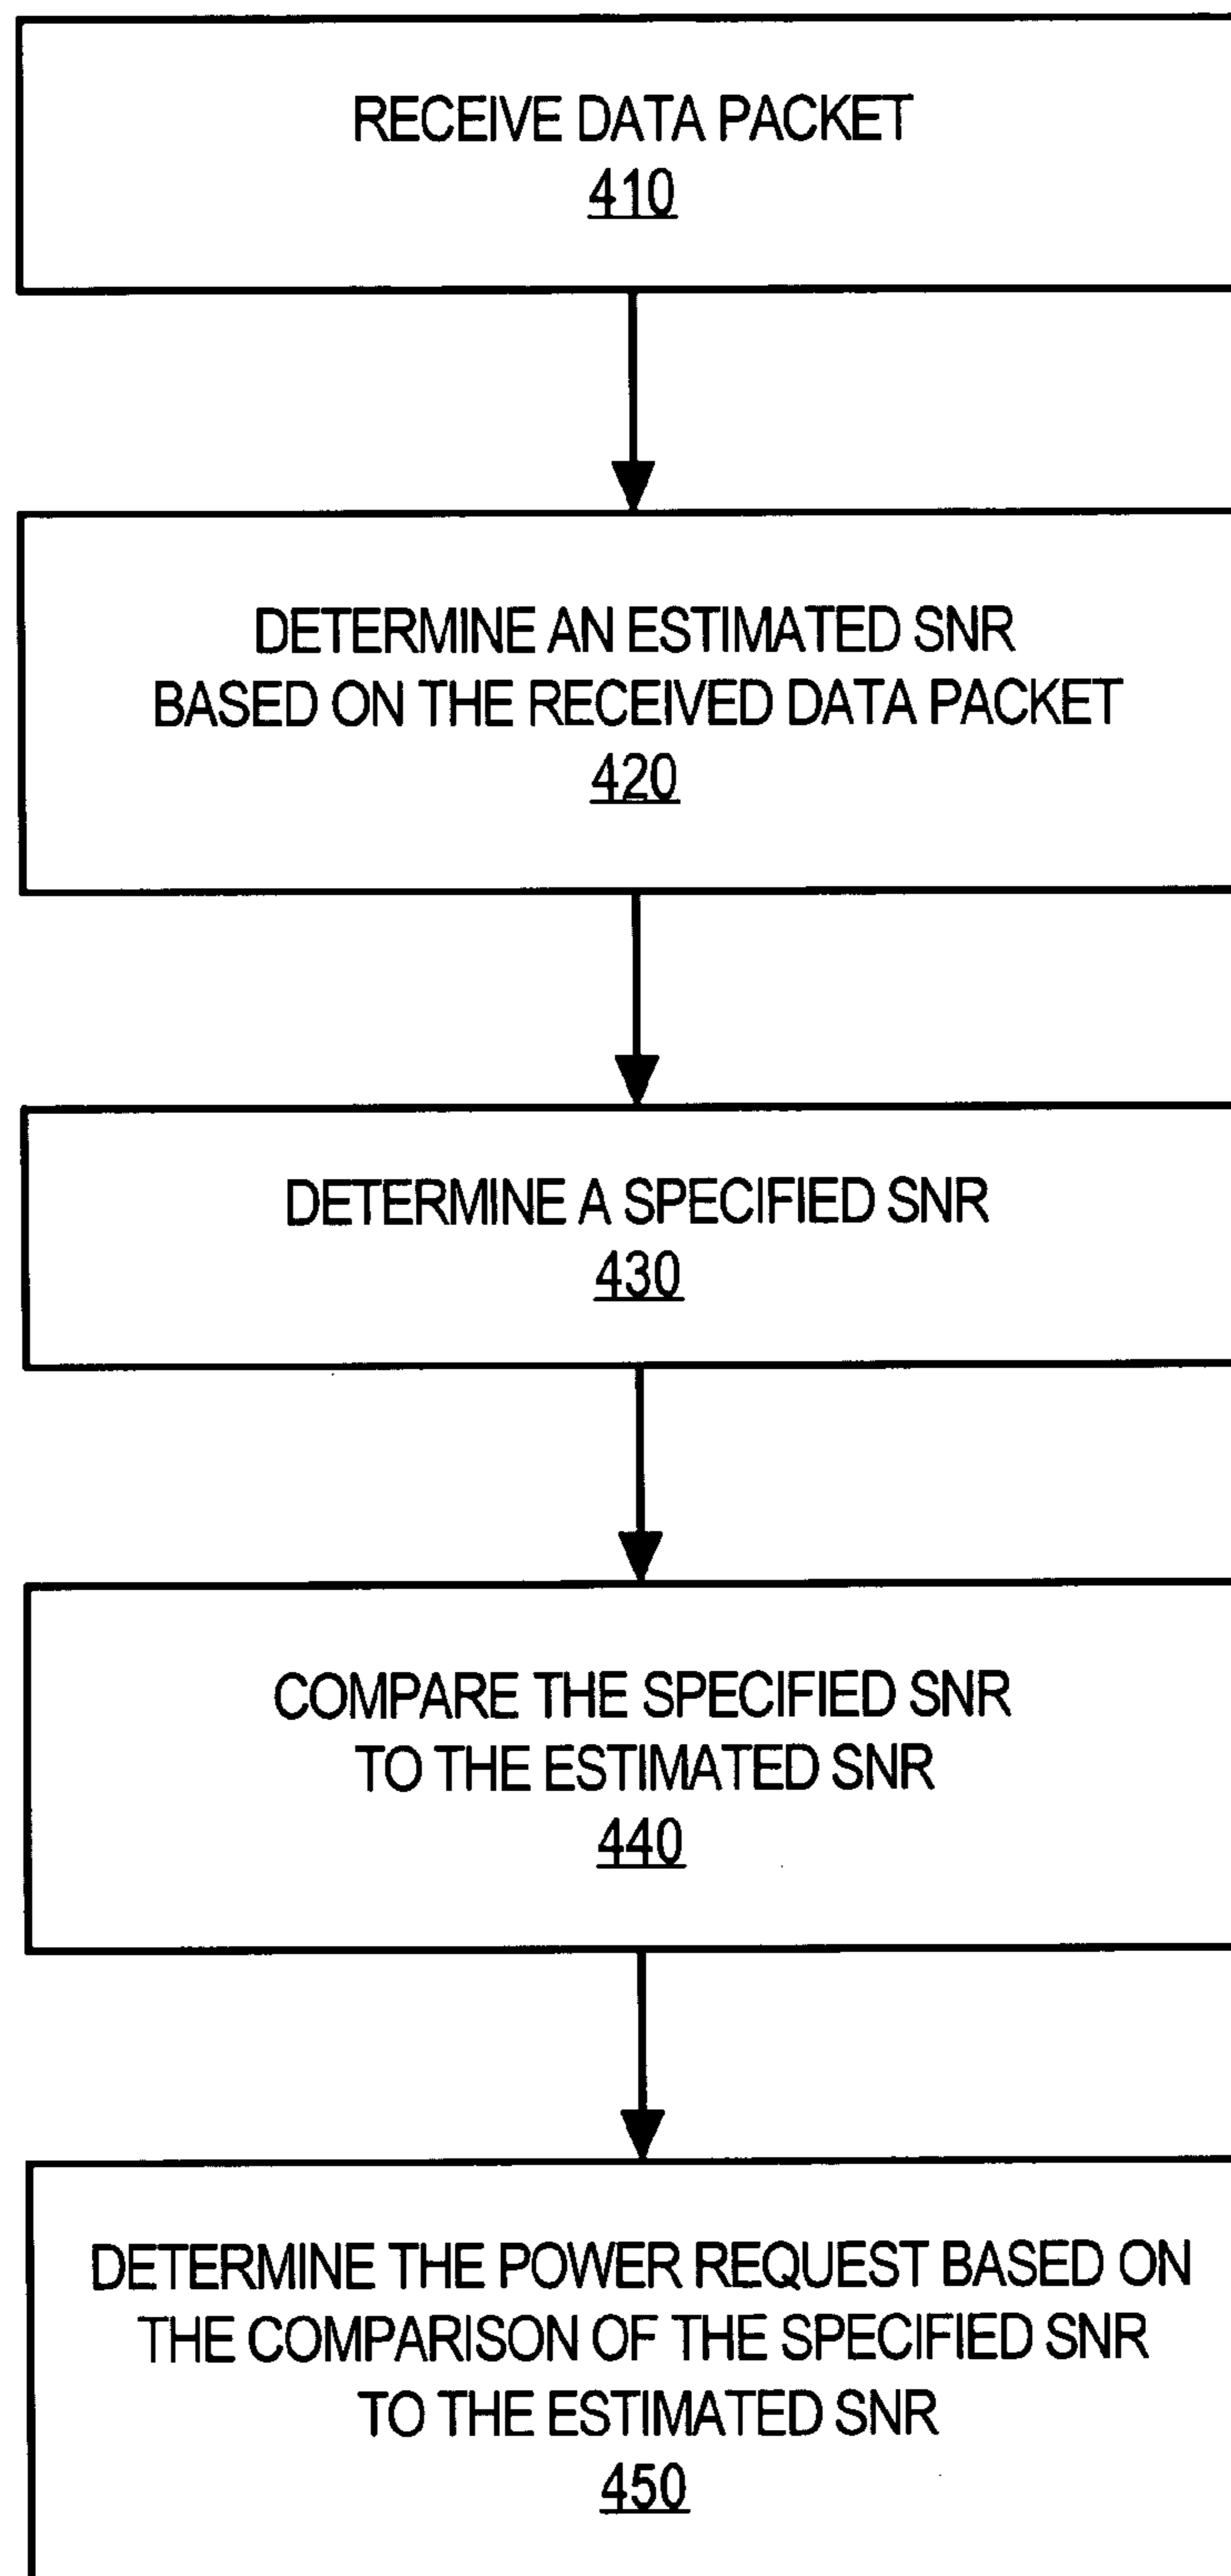 RECEIVE DATA PACKET
410
DETERMINE AN ESTIMATED SNR
BASED ON THE RECEIVED DATA PACKET
420
DETERMINE A SPECIFIED SNR
430
COMPARE THE SPECIFIED SNR
TO THE ESTIMATED SNR
440
DETERMINE THE POWER REQUEST BASED ON
THE COMPARISON OF THE SPECIFIED SNR
TO THE ESTIMATED SNR
450